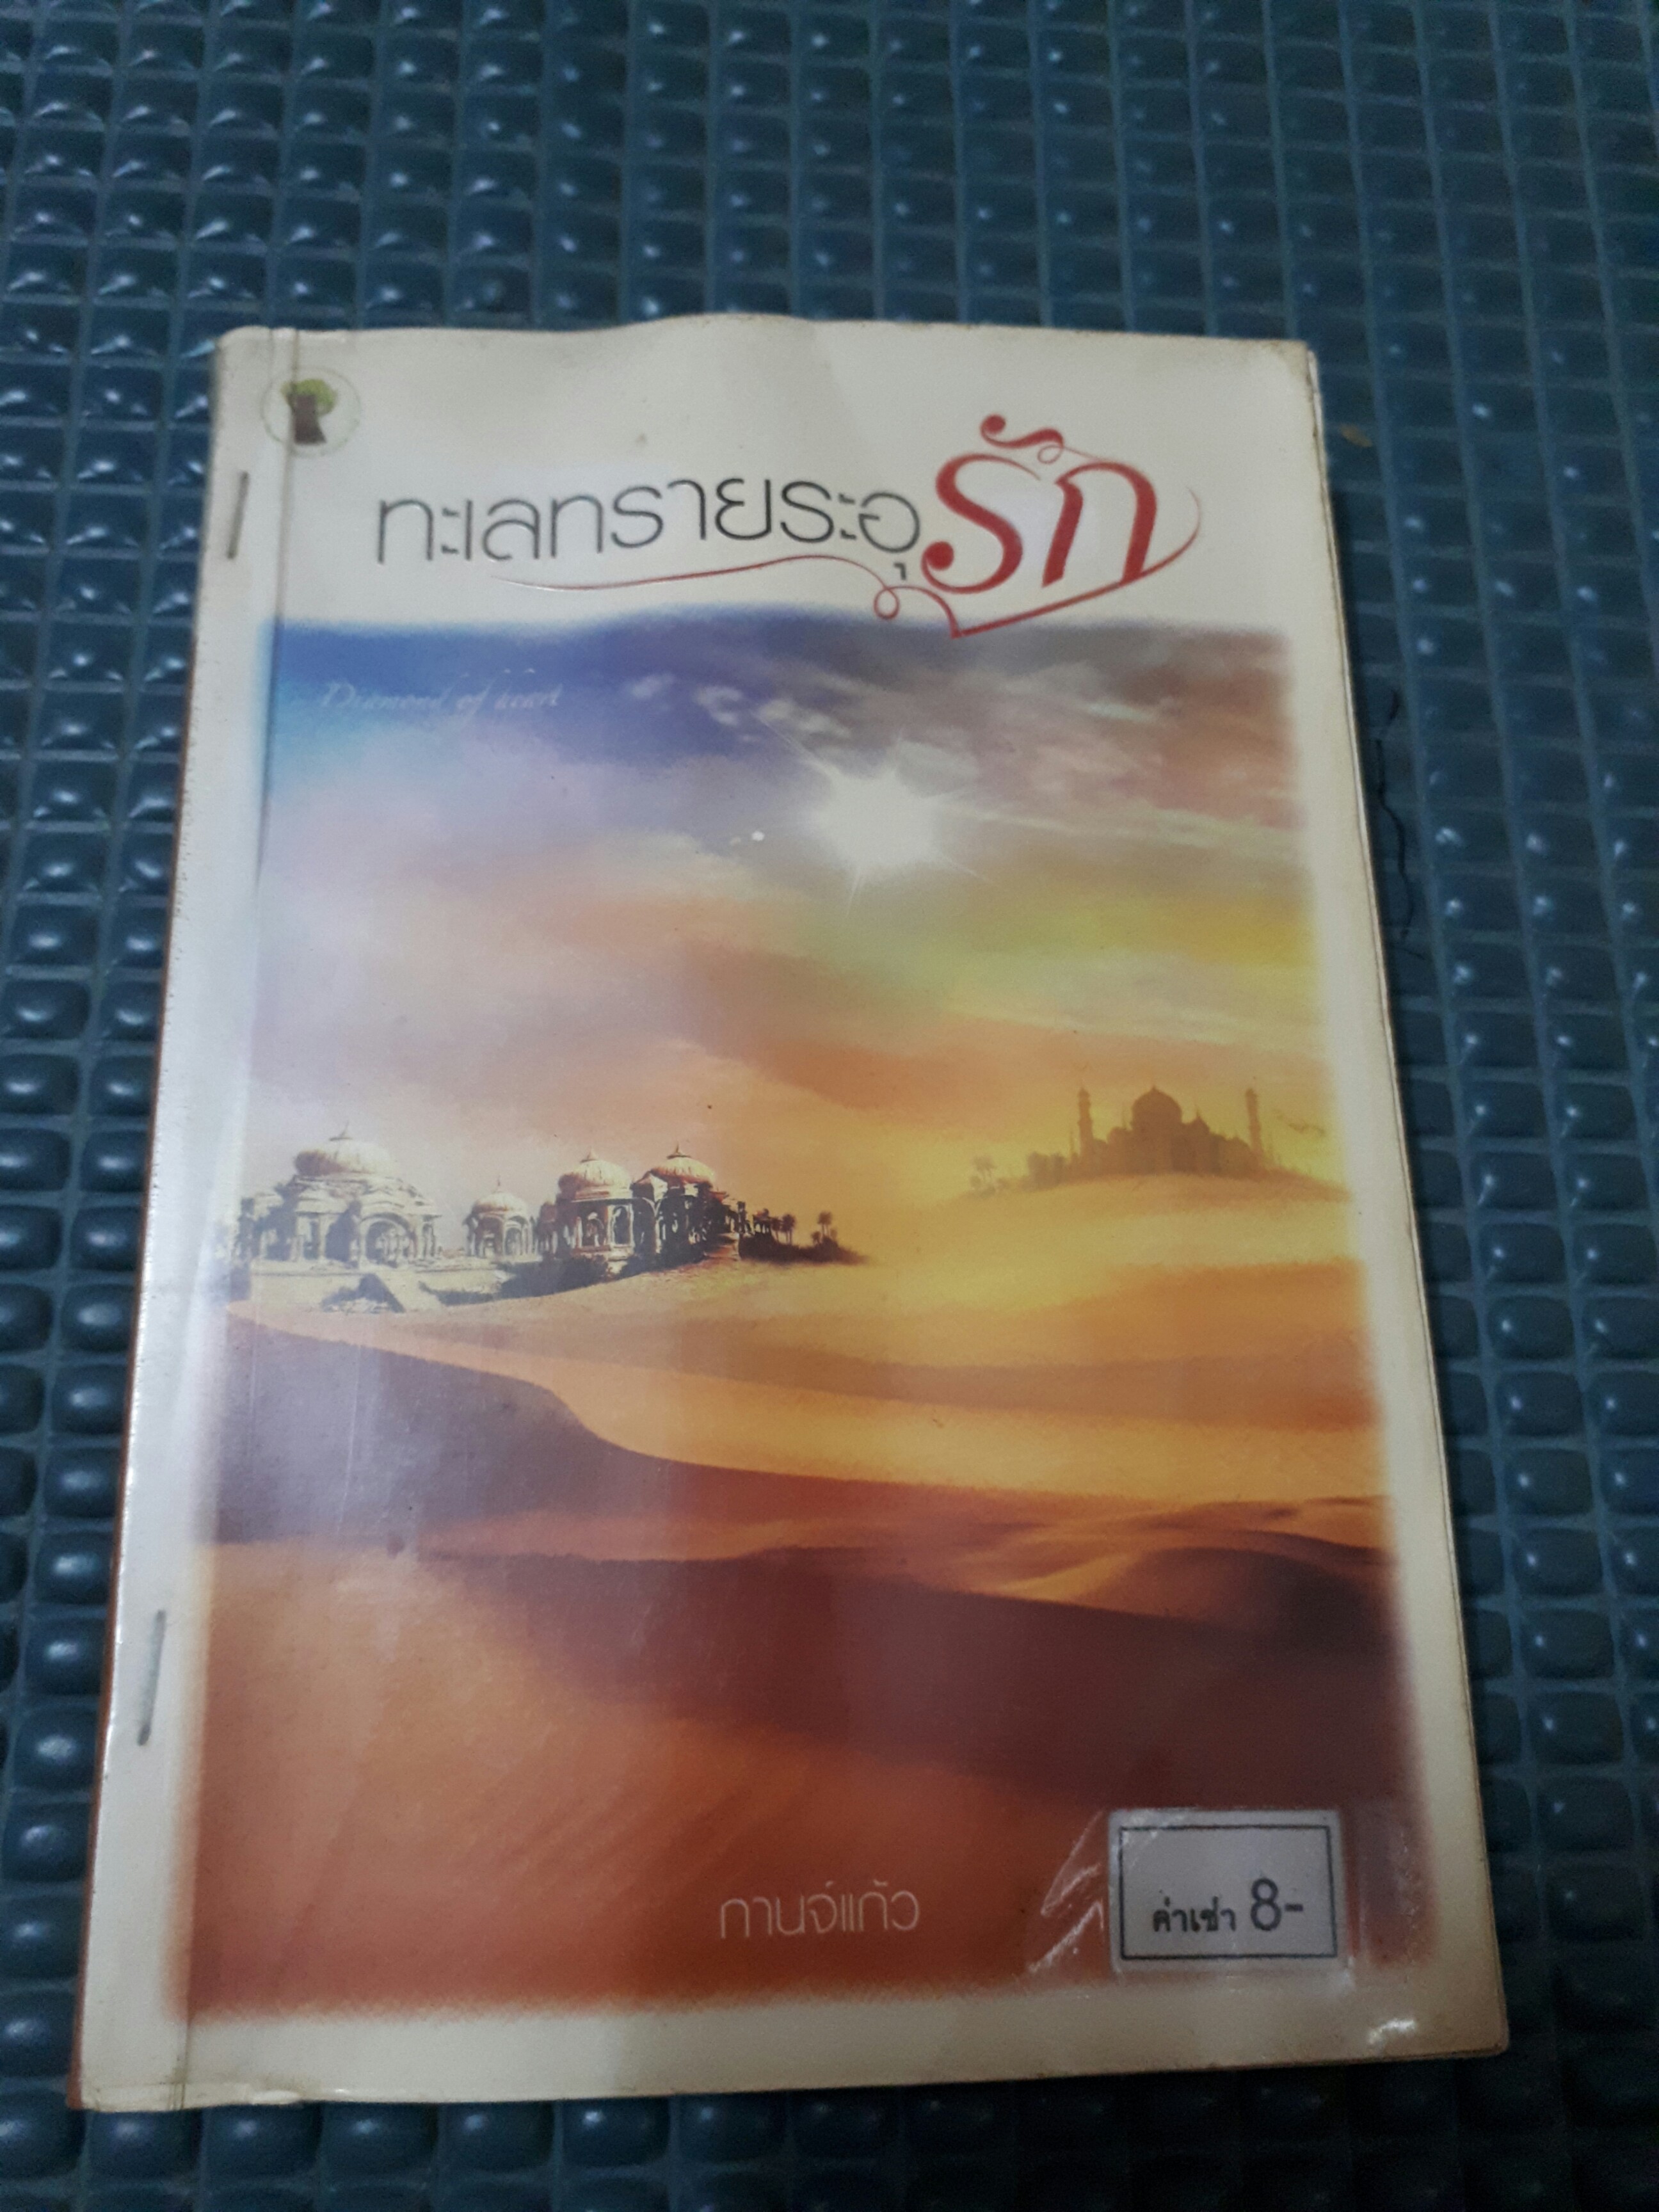 ทะเลทรายระอุรัก
Diamond of heart
กานจ์แก้ว
ค่าเช่า 8-